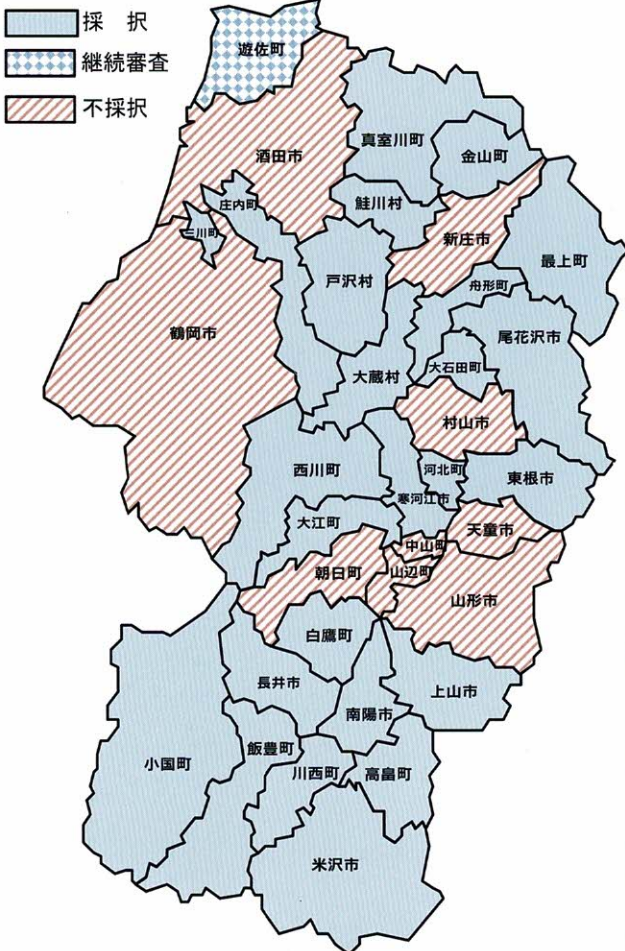 採 択
継続審査
不採択
遊佐町
酒田市
真室川町
金山町
庄内町
鮭川村
三川町
新庄市
最上町
戸沢村
舟形町
鶴岡市
尾花沢市
大蔵村
大石田町
村山市
西川町
河北町
東根市
寒河江市
大江町
天童市
中山町
朝日町
山辺町
山形市
白鷹町
長井市
上山市
南陽市
飯豊町
小国町
川西町
高畠町
米沢市